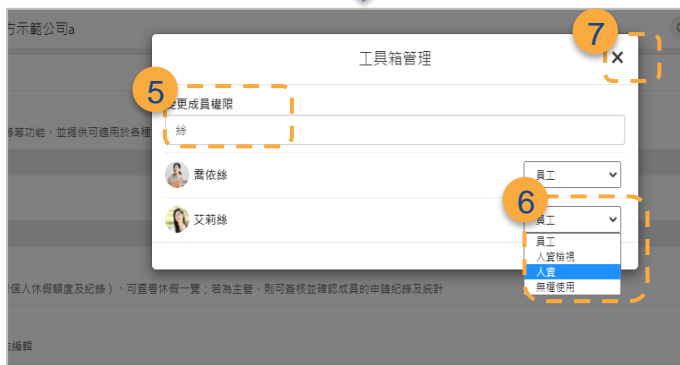 方示範公司a
7
工具箱管理
×
5
變更成員權限
絲
等功能，並提供可適用於各種
喬依絲
員工
6
艾莉絲
員工
員工
人資檢視
人資
無權使用
個人休假額度及紀錄）、可查看休假一覽；若為主管，則可簽核並確認成員的申請紀錄及統計
編輯